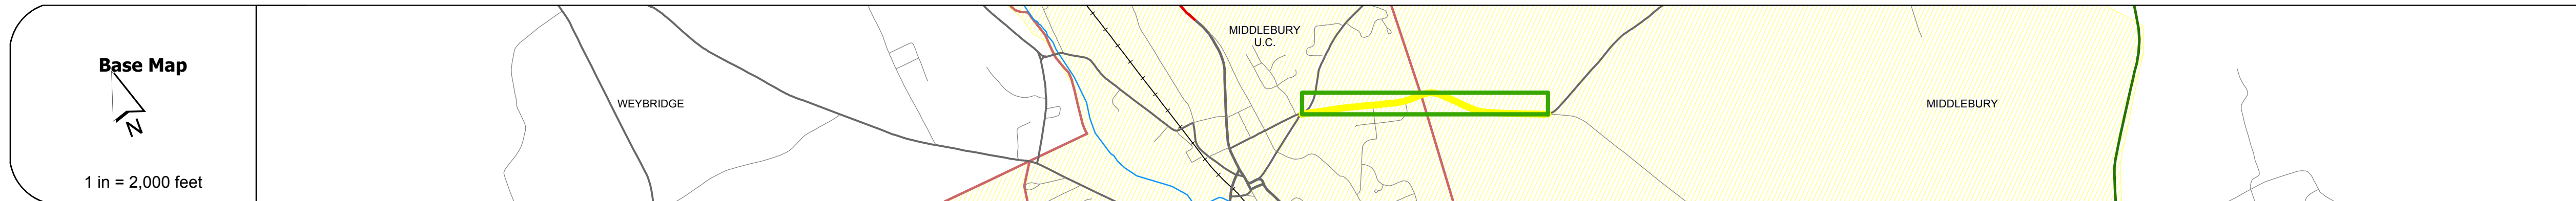 Base Map
N
1 in = 2,000 feet
WEYBRIDGE
MIDDLEBURY
U.C.
MIDDLEBURY